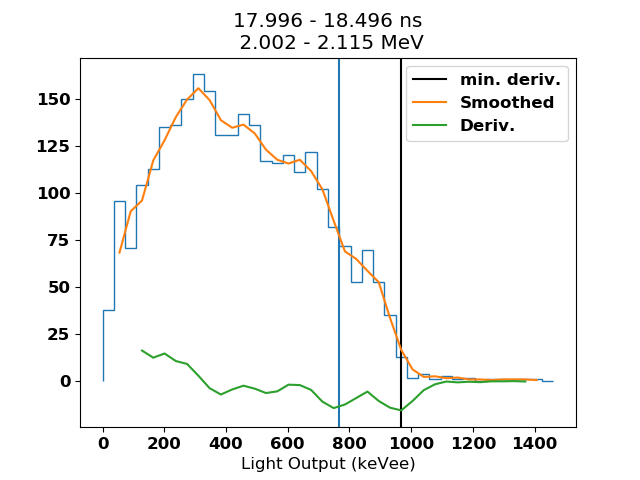 17.996 - 18.496 ns
2.002 - 2.115 MeV
min. deriv.
Smoothed
Deriv.
150
125
100
75
50
25
0
0 200 400 600 800 1000 1200 1400
Light Output (keVee)